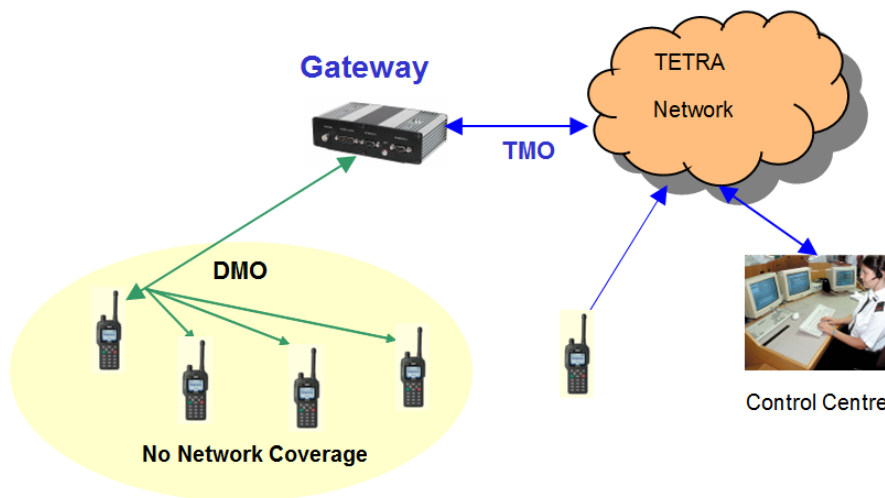 Gateway
TETRA
Network
TMO
DMO
No Network Coverage
Control Centre